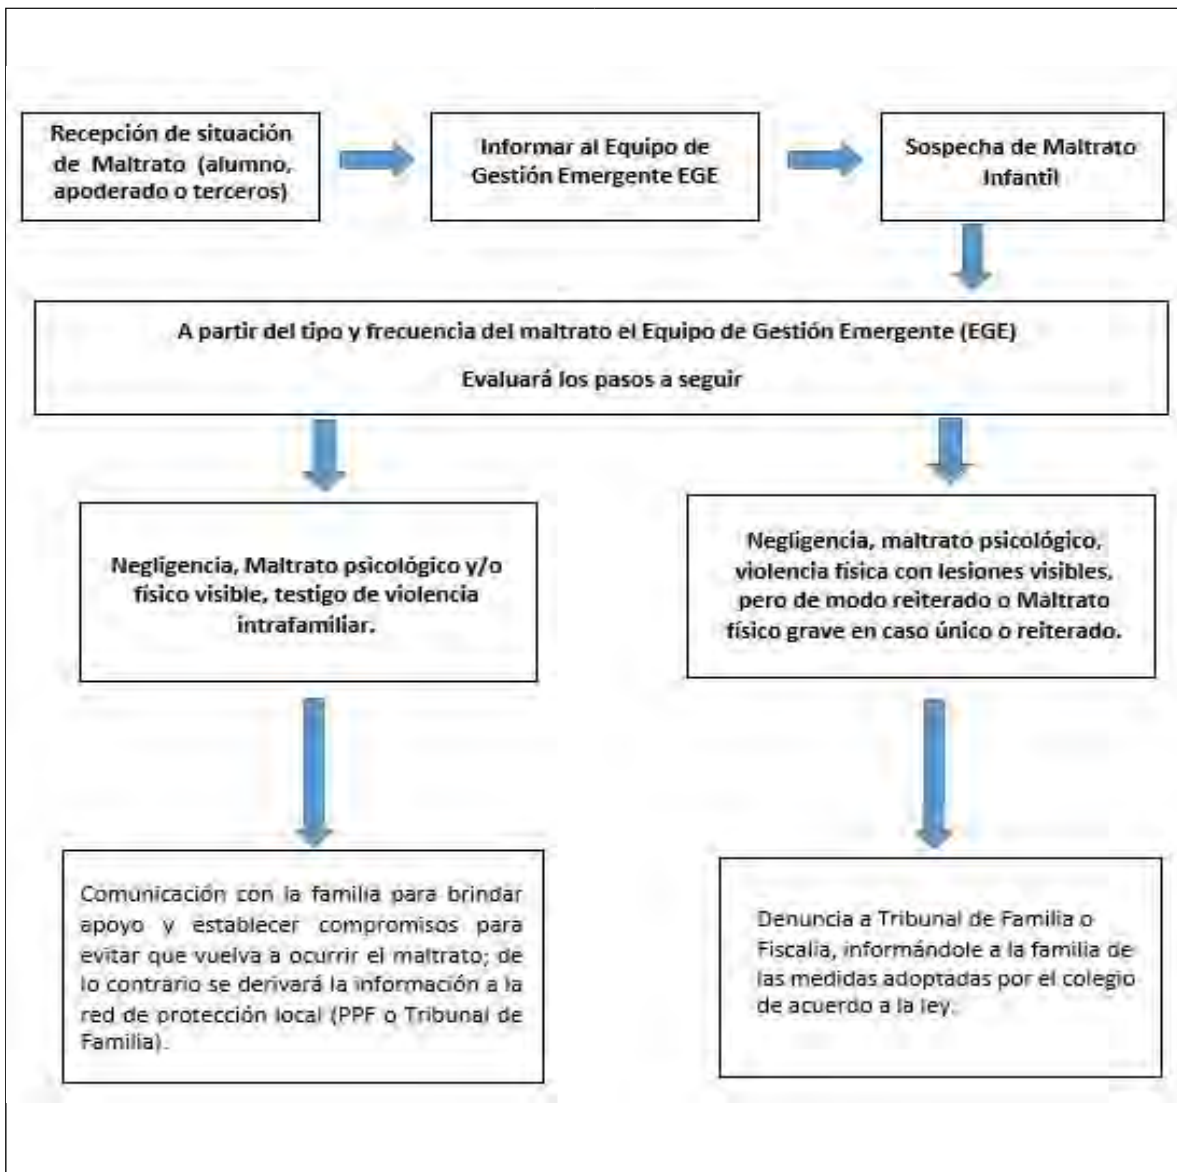 Recepción de situación
de Maltrato (alumno,
apoderado o terceros)
Informar al Equipo de
Gestión Emergente EGE
Sospecha de Maltrato
Infantil
A partir del tipo y frecuencia del maltrato el Equipo de Gestión Emergente (EGE)
Evaluará los pasos a seguir
Negligencia, Maltrato psicológico y/o
físico visible, testigo de violencia
intrafamiliar.
Negligencia, maltrato psicológico,
violencia física con lesiones visibles,
pero de modo reiterado o Maltrato
físico grave en caso único o reiterado.
Comunicación con la familia para brindar
apoyo y establecer compromisos para
evitar que vuelva a ocurrir el maltrato; de
lo contrario se derivará la información a la
red de protección local (PPF o Tribunal de
Familia).
Denuncia a Tribunal de Familia o
Fiscalia, informándole a la familia de
las medidas adoptadas por el colegio
de acuerdo a la ley.